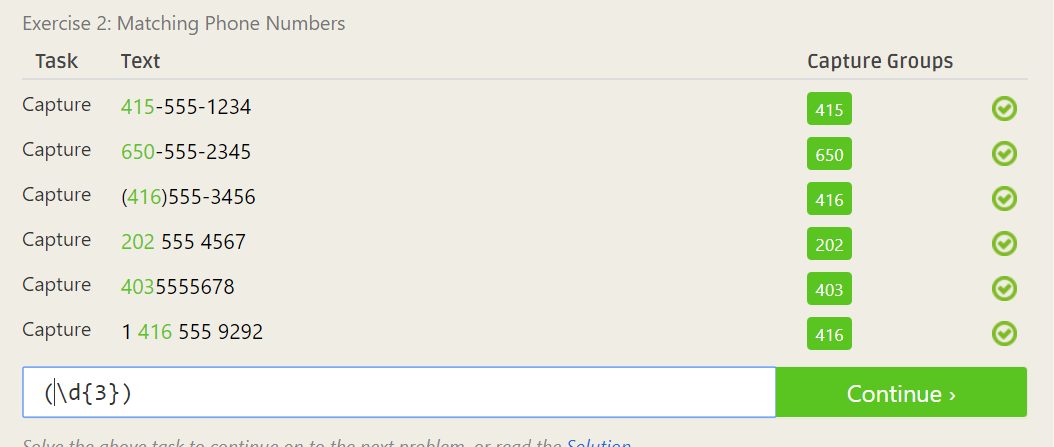 Exercise 2: Matching Phone Numbers
Task Text Capture Groups
Capture 415-555-1234 415
Capture 650-555-2345 650
Capture (416)555-3456 416
Capture 202 555 4567 202
Capture 4035555678 403
Capture 1 416 555 9292 416
(\d{3}) Continue ›
Solve the above task to continue on to the next problem, or read the Solution.